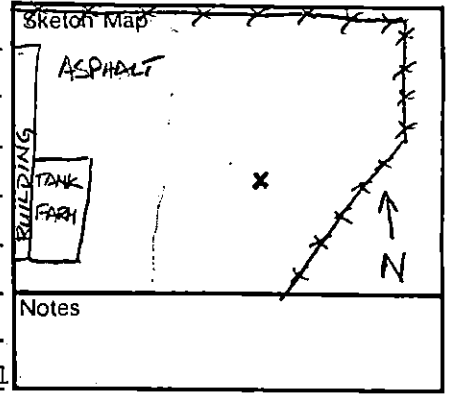 Sketch Map
ASPHALT
BUILDING
TANK
FARM
X
N
Notes